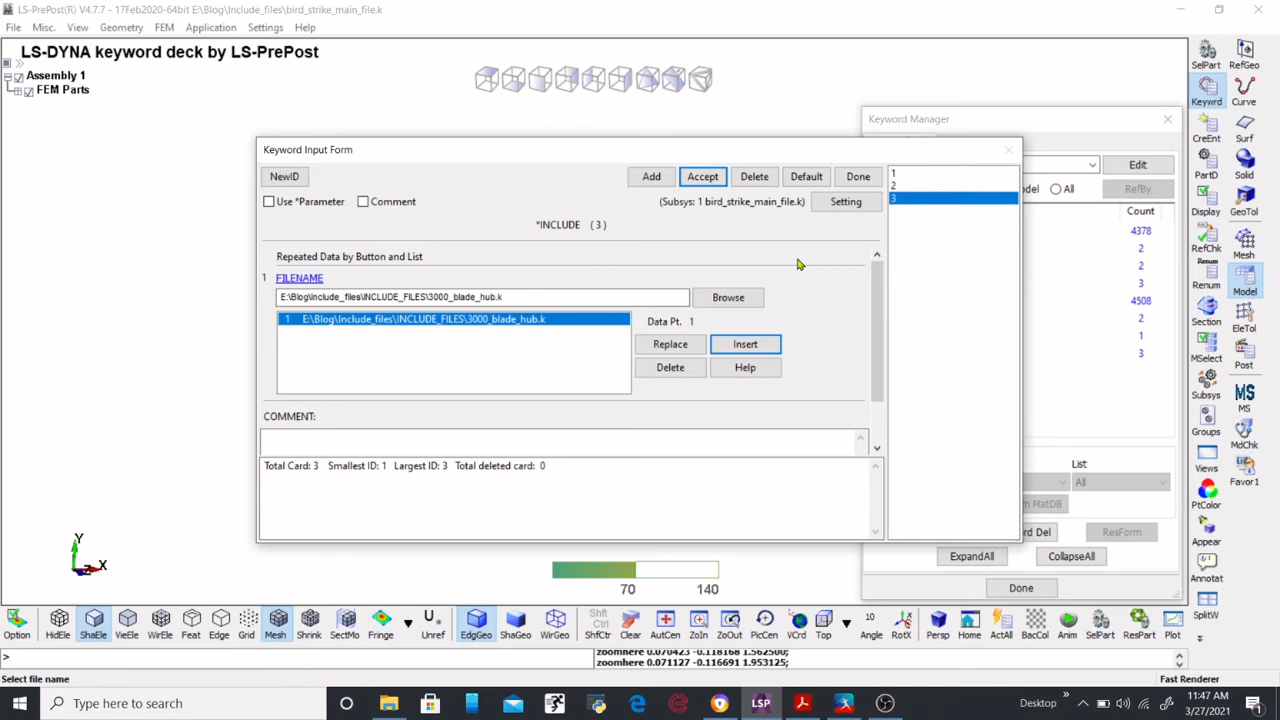 LS-PrePost(R) V4.7.7 - 17Feb2020-64bit E:\Blog\Include_files\bird_strike_main_file.k
File Misc. View Geometry FEM Application Settings Help
LS-DYNA keyword deck by LS-PrePost
Assembly 1
FEM Parts
Keyword Manager
Edit
All
RefBy
Count
4378
2
2
3
4508
2
1
3
List
All
ExpandAll CollapseAll
ResForm
Done
Keyword Input Form
NewID Add Accept Delete Default Done
Use *Parameter Comment (Subsys: 1 bird_strike_main_file.k) Setting
*INCLUDE (3)
Repeated Data by Button and List
1 FILENAME
E:\Blog\Include_files\INCLUDE_FILES\3000_blade_hub.k Browse
1 E:\Blog\Include_files\INCLUDE_FILES\3000_blade_hub.k
Data Pt. 1
Replace Insert
Delete Help
COMMENT:
Total Card: 3 Smallest ID: 1 Largest ID: 3 Total deleted card: 0
1
2
3
SelPart RefGeo
Keywrd Curve
CreEnt Surf
PartD Solid
Display GeoTol
RefChk Mesh
Renum Model
Section EleTol
MSelect Post
Subsys MS
Groups MdChk
Views Favor1
PtColor
Appear
Annotat
SplitW
Y
Z X
70 140
Option HidEle ShaEle VieEle WirEle Feat Edge Grid Mesh Shrink SectMo Fringe Unref EdgGeo ShaGeo WirGeo Shft Ctrl ShfCtr Clear AutCen ZoIn ZoOut PicCen VCrd Top 10 Angle RotX Persp Home ActAll BacCol Anim SelPart ResPart Plot
>
zoomhere 0.070423 -0.118168 1.562500;
zoomhere 0.071127 -0.116691 1.953125;
Select file name
Fast Renderer
Type here to search
Desktop
11:47 AM
3/27/2021